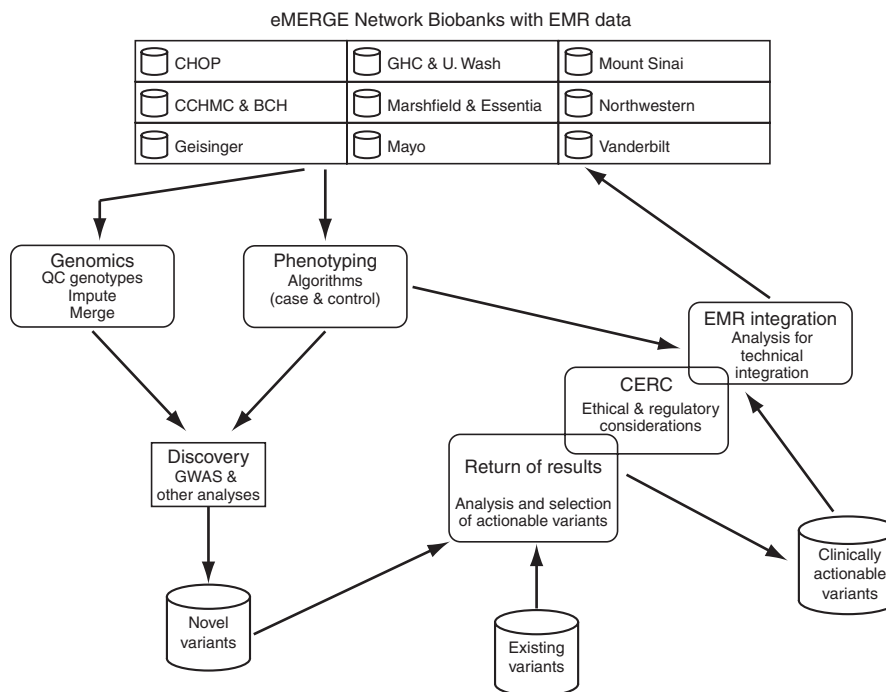 eMERGE Network Biobanks with EMR data
CHOP
GHC & U. Wash
Mount Sinai
CCHMC & BCH
Marshfield & Essentia
Northwestern
Geisinger
Mayo
Vanderbilt
Genomics
QC genotypes
Impute
Merge
Phenotyping
Algorithms
(case & control)
EMR integration
Analysis for
technical
integration
CERC
Ethical & regulatory
considerations
Discovery
GWAS &
other analyses
Return of results
Analysis and selection
of actionable variants
Clinically
actionable
variants
Novel
variants
Existing
variants